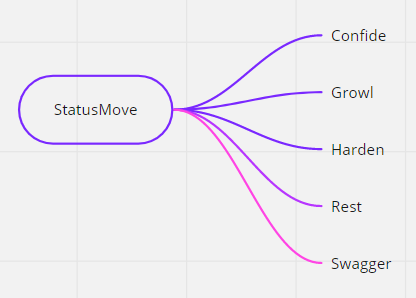 StatusMove
Confide
Growl
Harden
Rest
Swagger